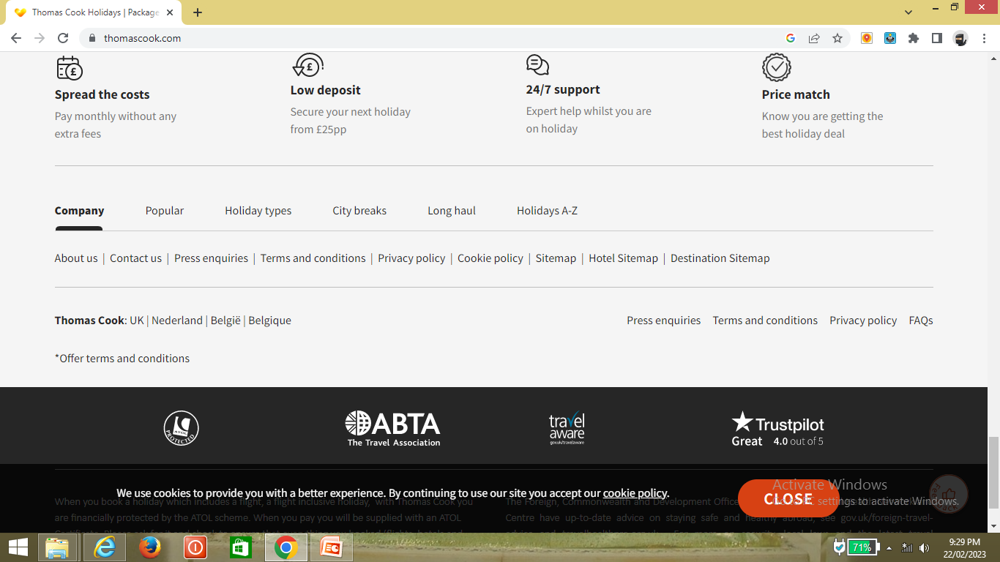 Thomas Cook Holidays | Package
thomascook.com
Spread the costs
Pay monthly without any
extra fees
Low deposit
Secure your next holiday
from £25pp
24/7 support
Expert help whilst you are
on holiday
Price match
Know you are getting the
best holiday deal
Company Popular Holiday types City breaks Long haul Holidays A-Z
About us | Contact us | Press enquiries | Terms and conditions | Privacy policy | Cookie policy | Sitemap | Hotel Sitemap | Destination Sitemap
Thomas Cook: UK | Nederland | België | Belgique
Press enquiries Terms and conditions Privacy policy FAQs
*Offer terms and conditions
ATOL PROTECTED
ABTA
The Travel Association
travel
aware
gov.uk/travelaware
Trustpilot
Great 4.0 out of 5
We use cookies to provide you with a better experience. By continuing to use our site you accept our cookie policy.
CLOSE
Activate Windows
settings to activate Windows.
When you book a holiday which includes a flight, a flight inclusive holiday, with Thomas Cook you
are financially protected by the ATOL scheme. When you pay you will be supplied with an ATOL
The Foreign, Commonwealth and Development Office
Centre have up-to-date advice on staying safe and healthy abroad, see gov.uk/foreign-travel-
71%
9:29 PM
22/02/2023